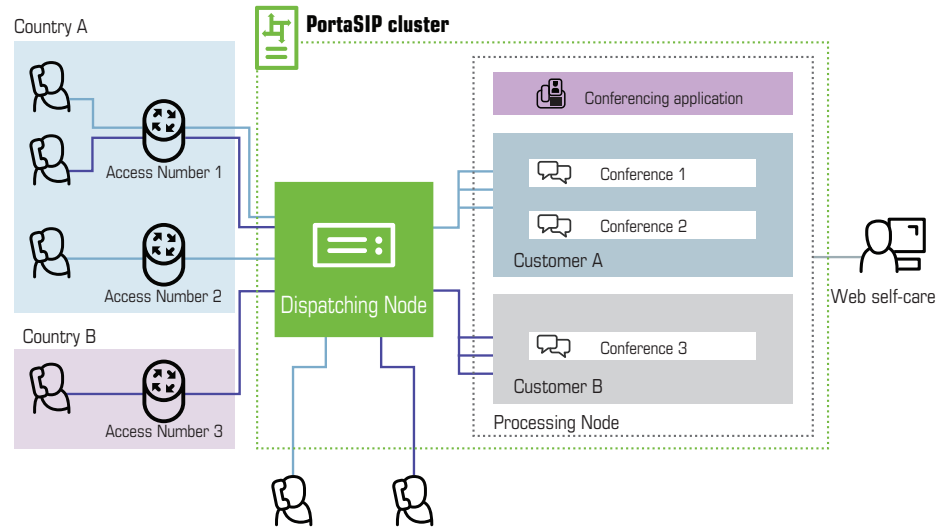 Country A
PortaSIP cluster
Conferencing application
Access Number 1
Conference 1
Conference 2
Customer A
Access Number 2
Dispatching Node
Web self-care
Country B
Conference 3
Customer B
Access Number 3
Processing Node